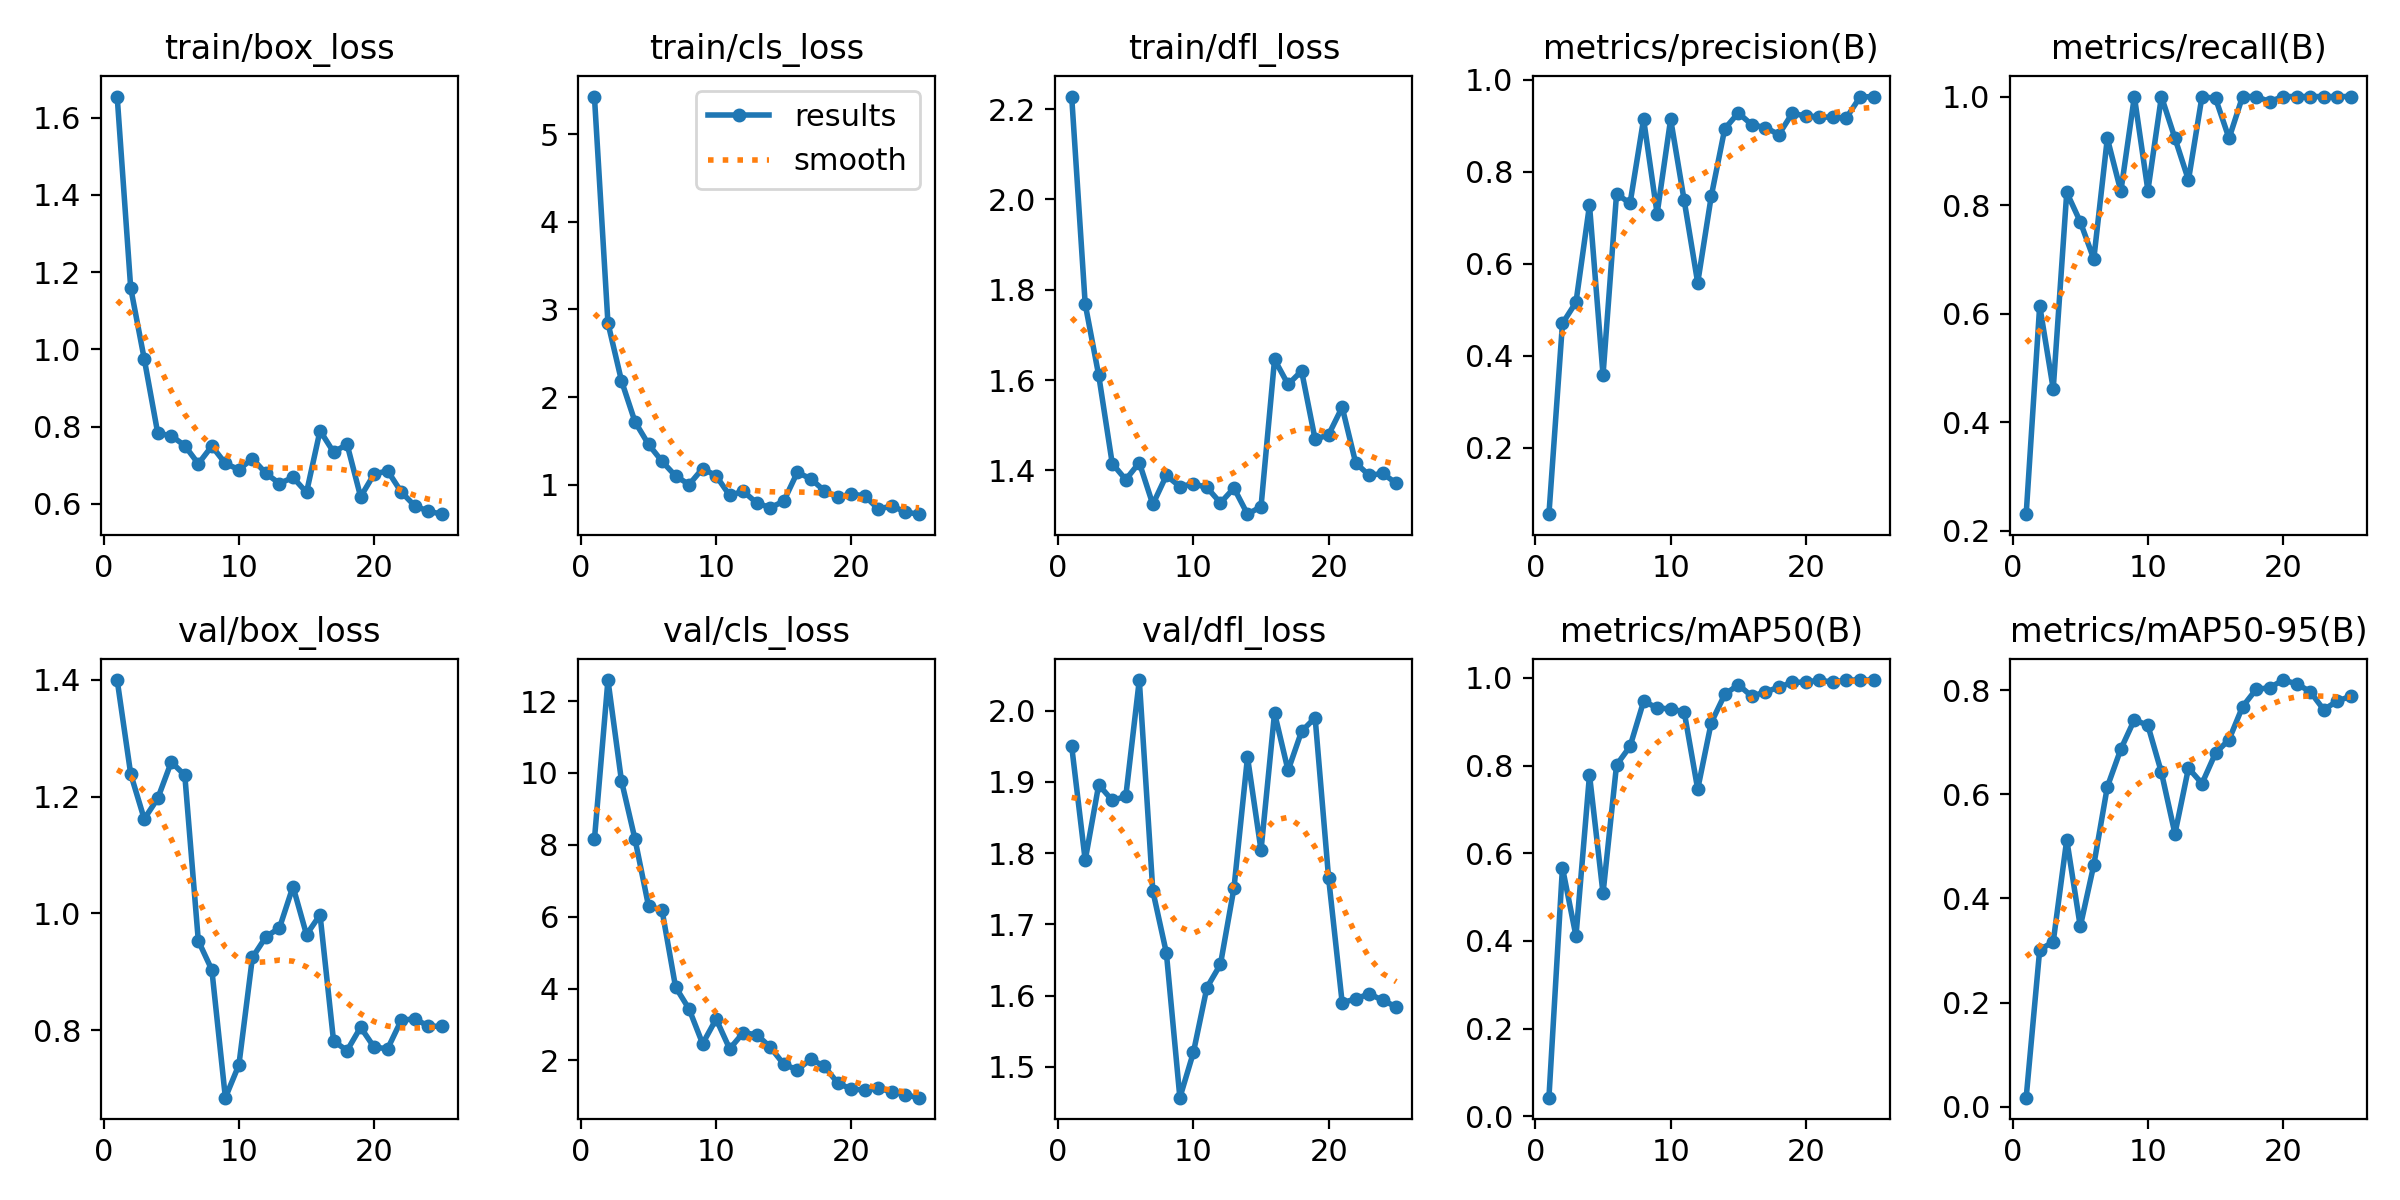 train/box_loss
1.6
1.4
1.2
1.0
0.8
0.6
0 10 20
train/cls_loss
results
smooth
5
4
3
2
1
0 10 20
train/dfl_loss
2.2
2.0
1.8
1.6
1.4
0 10 20
metrics/precision(B)
1.0
0.8
0.6
0.4
0.2
0 10 20
metrics/recall(B)
1.0
0.8
0.6
0.4
0.2
0 10 20
val/box_loss
1.4
1.2
1.0
0.8
0 10 20
val/cls_loss
12
10
8
6
4
2
0 10 20
val/dfl_loss
2.0
1.9
1.8
1.7
1.6
1.5
0 10 20
metrics/mAP50(B)
1.0
0.8
0.6
0.4
0.2
0.0
0 10 20
metrics/mAP50-95(B)
0.8
0.6
0.4
0.2
0.0
0 10 20